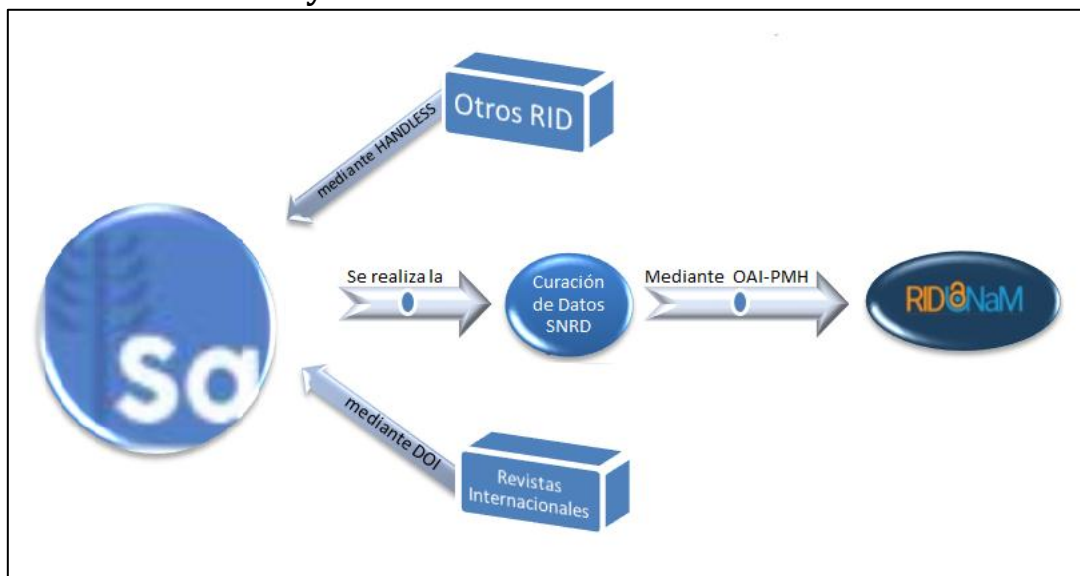 Otros RID
mediante HANDLESS
Se realiza la
Curación
de Datos
SNRD
Mediante OAI-PMH
RIDUNaM
sa
mediante DOI
Revistas
Internacionales